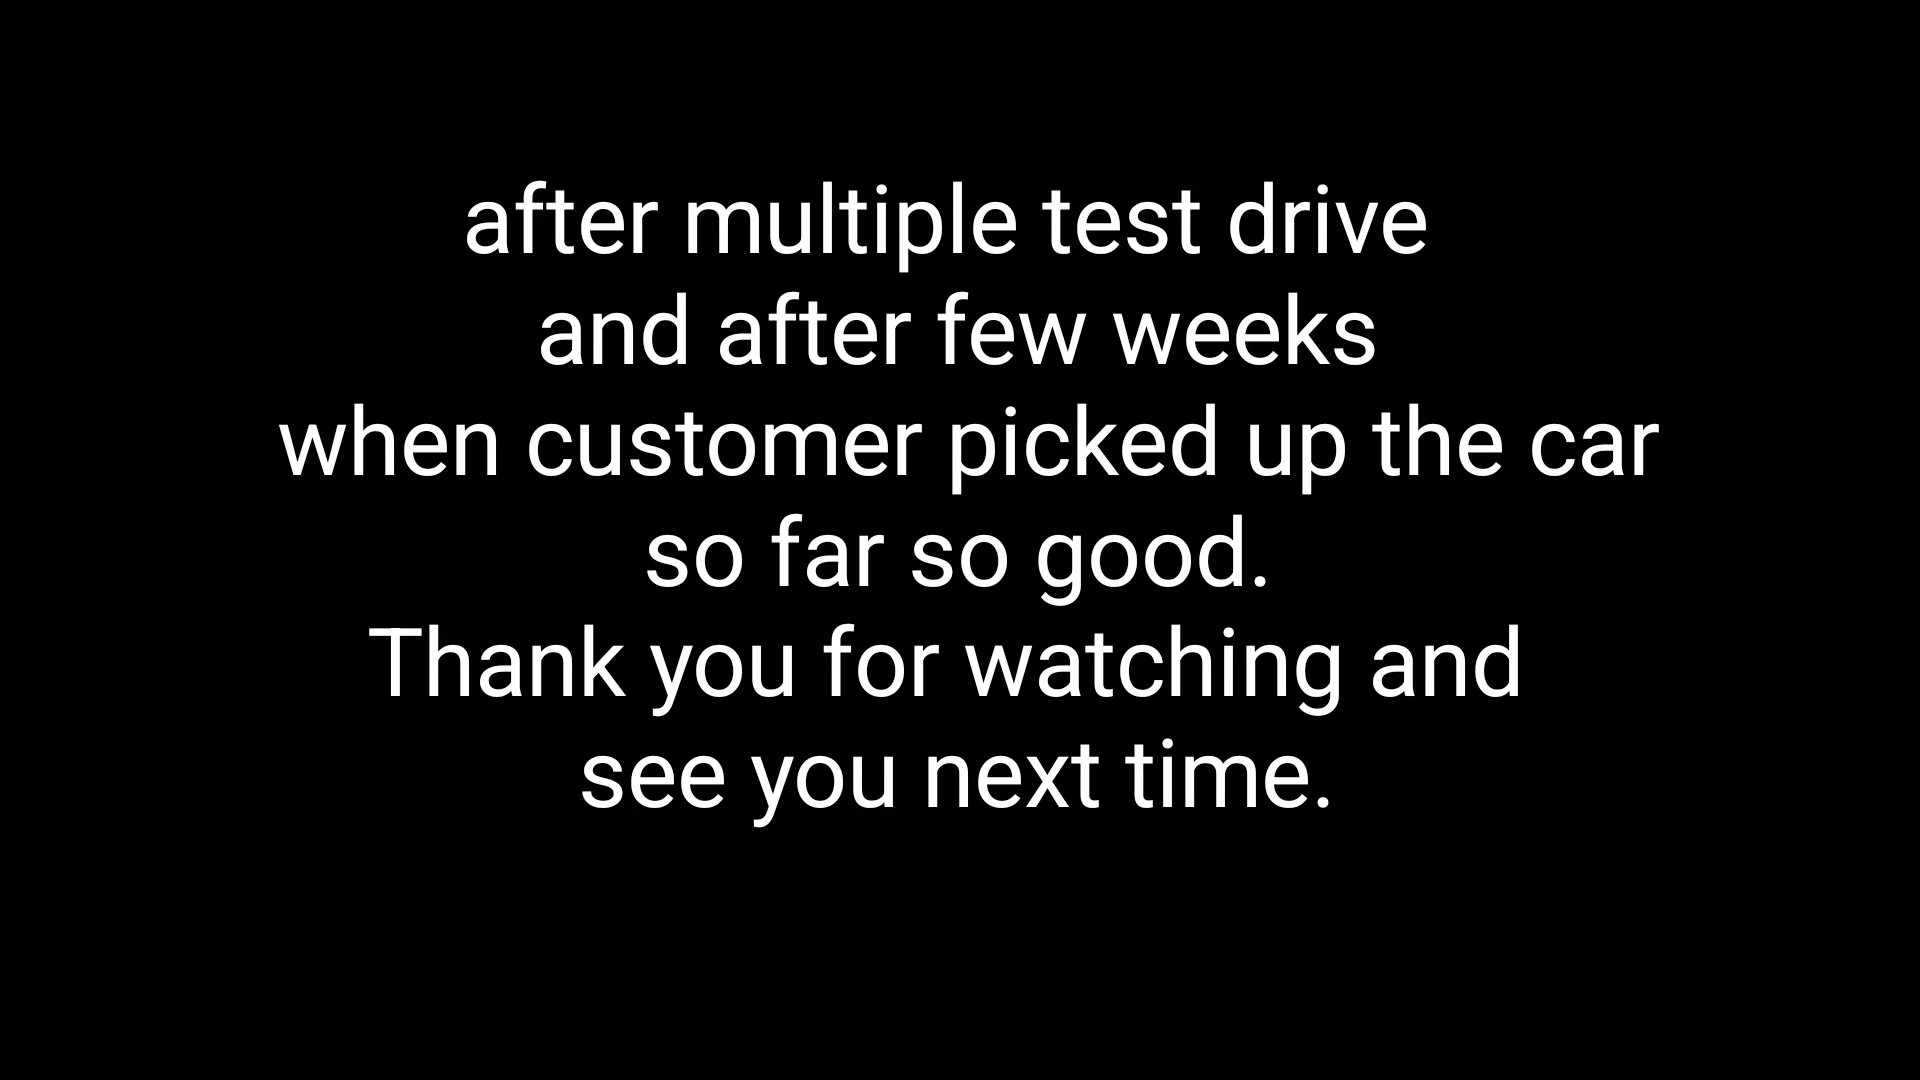 after multiple test drive
and after few weeks
when customer picked up the car
so far so good.
Thank you for watching and
see you next time.